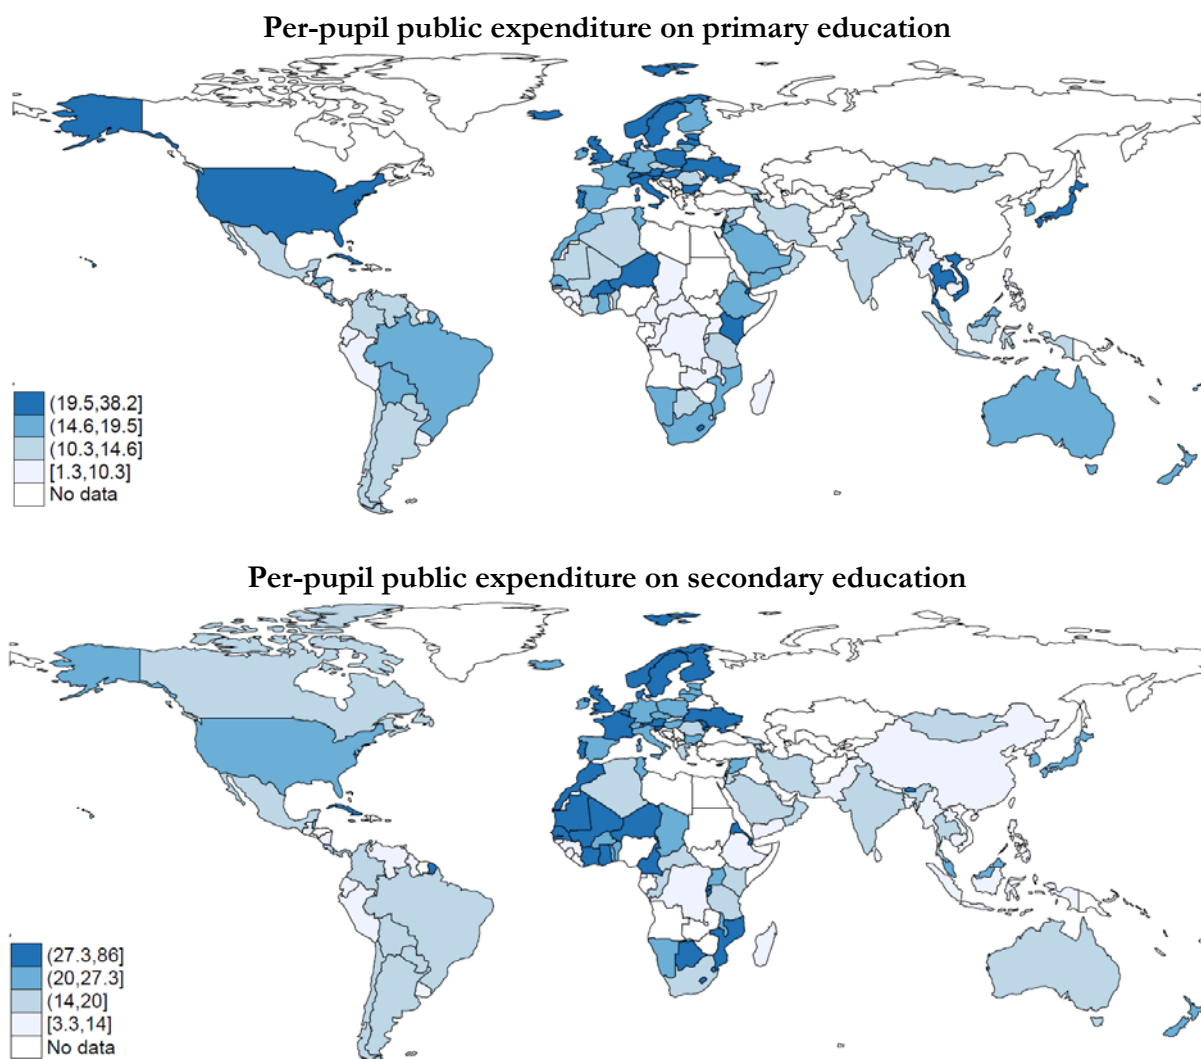 Per-pupil public expenditure on primary education
(19.5,38.2]
(14.6,19.5]
(10.3,14.6]
[1.3,10.3]
No data
Per-pupil public expenditure on secondary education
(27.3,86]
(20,27.3]
(14,20]
[3.3,14]
No data